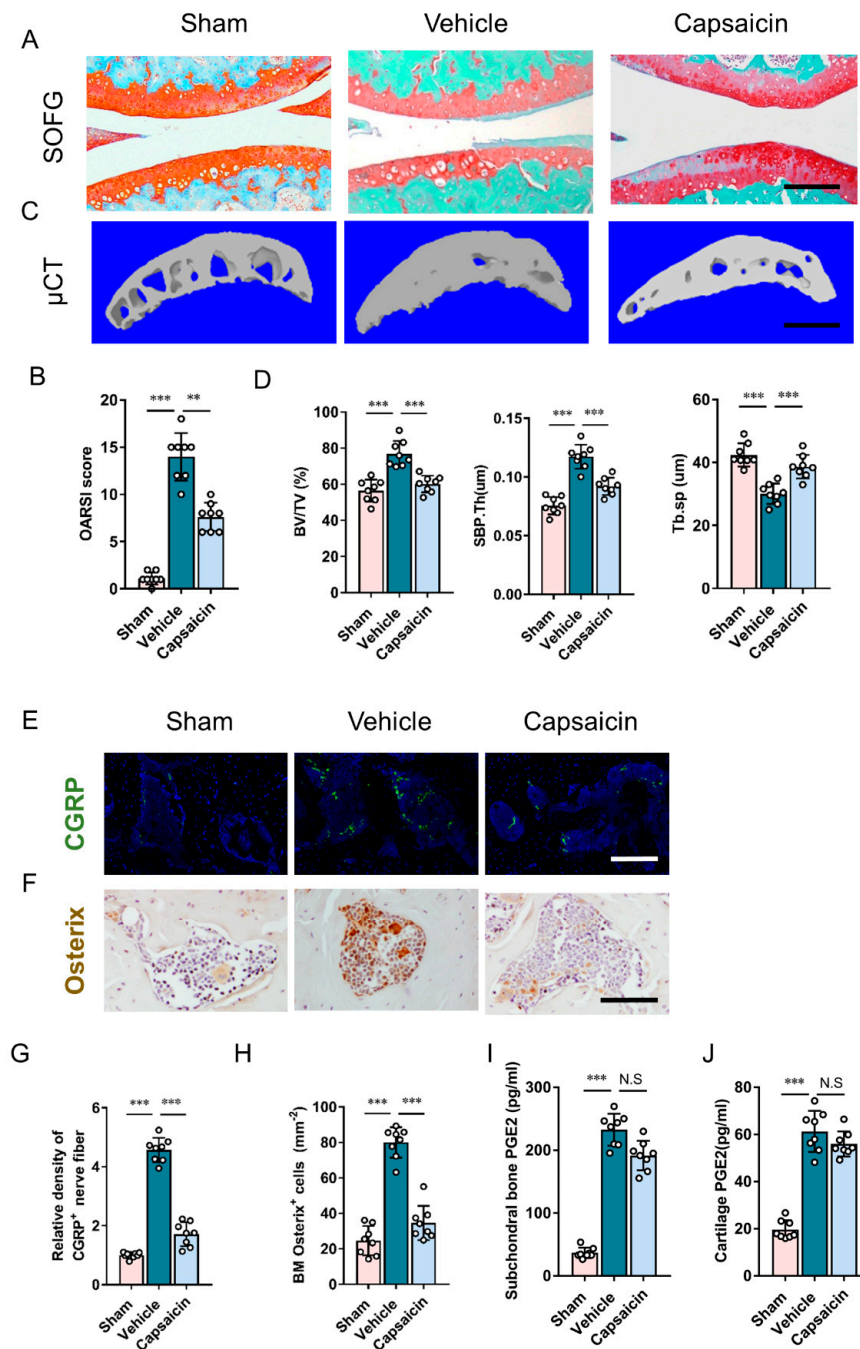 Sham Vehicle Capsaicin
A
SOFG
C
μCT
B
OARSI score
20
15
10
5
0
*** **
Sham Vehicle Capsaicin
D
BV/TV (%)
100
80
60
40
20
0
*** ***
Sham Vehicle Capsaicin
SBP.Th(um)
0.15
0.10
0.05
0.00
*** ***
Sham Vehicle Capsaicin
Tb.sp (um)
60
40
20
0
*** ***
Sham Vehicle Capsaicin
E
Sham Vehicle Capsaicin
CGRP
F
Osterix
G
Relative density of
CGRP+ nerve fiber
6
4
2
0
*** ***
Sham Vehicle Capsaicin
H
BM Osterix+ cells (mm-2)
100
80
60
40
20
0
*** ***
Sham Vehicle Capsaicin
I
Subchondral bone PGE2 (pg/ml)
300
200
100
0
*** N.S
Sham Vehicle Capsaicin
J
Cartilage PGE2(pg/ml)
80
60
40
20
0
*** N.S
Sham Vehicle Capsaicin